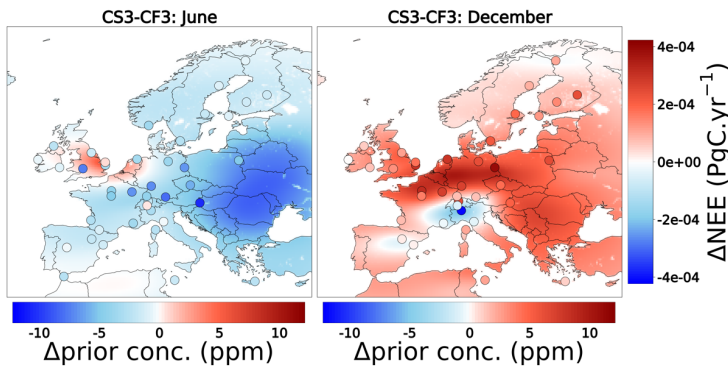 CS3-CF3: June
CS3-CF3: December
4e-04
2e-04
0e+00
-2e-04
-4e-04
ΔNEE (PgC.yr⁻¹)
-10 -5 0 5 10
Δprior conc. (ppm)
-10 -5 0 5 10
Δprior conc. (ppm)